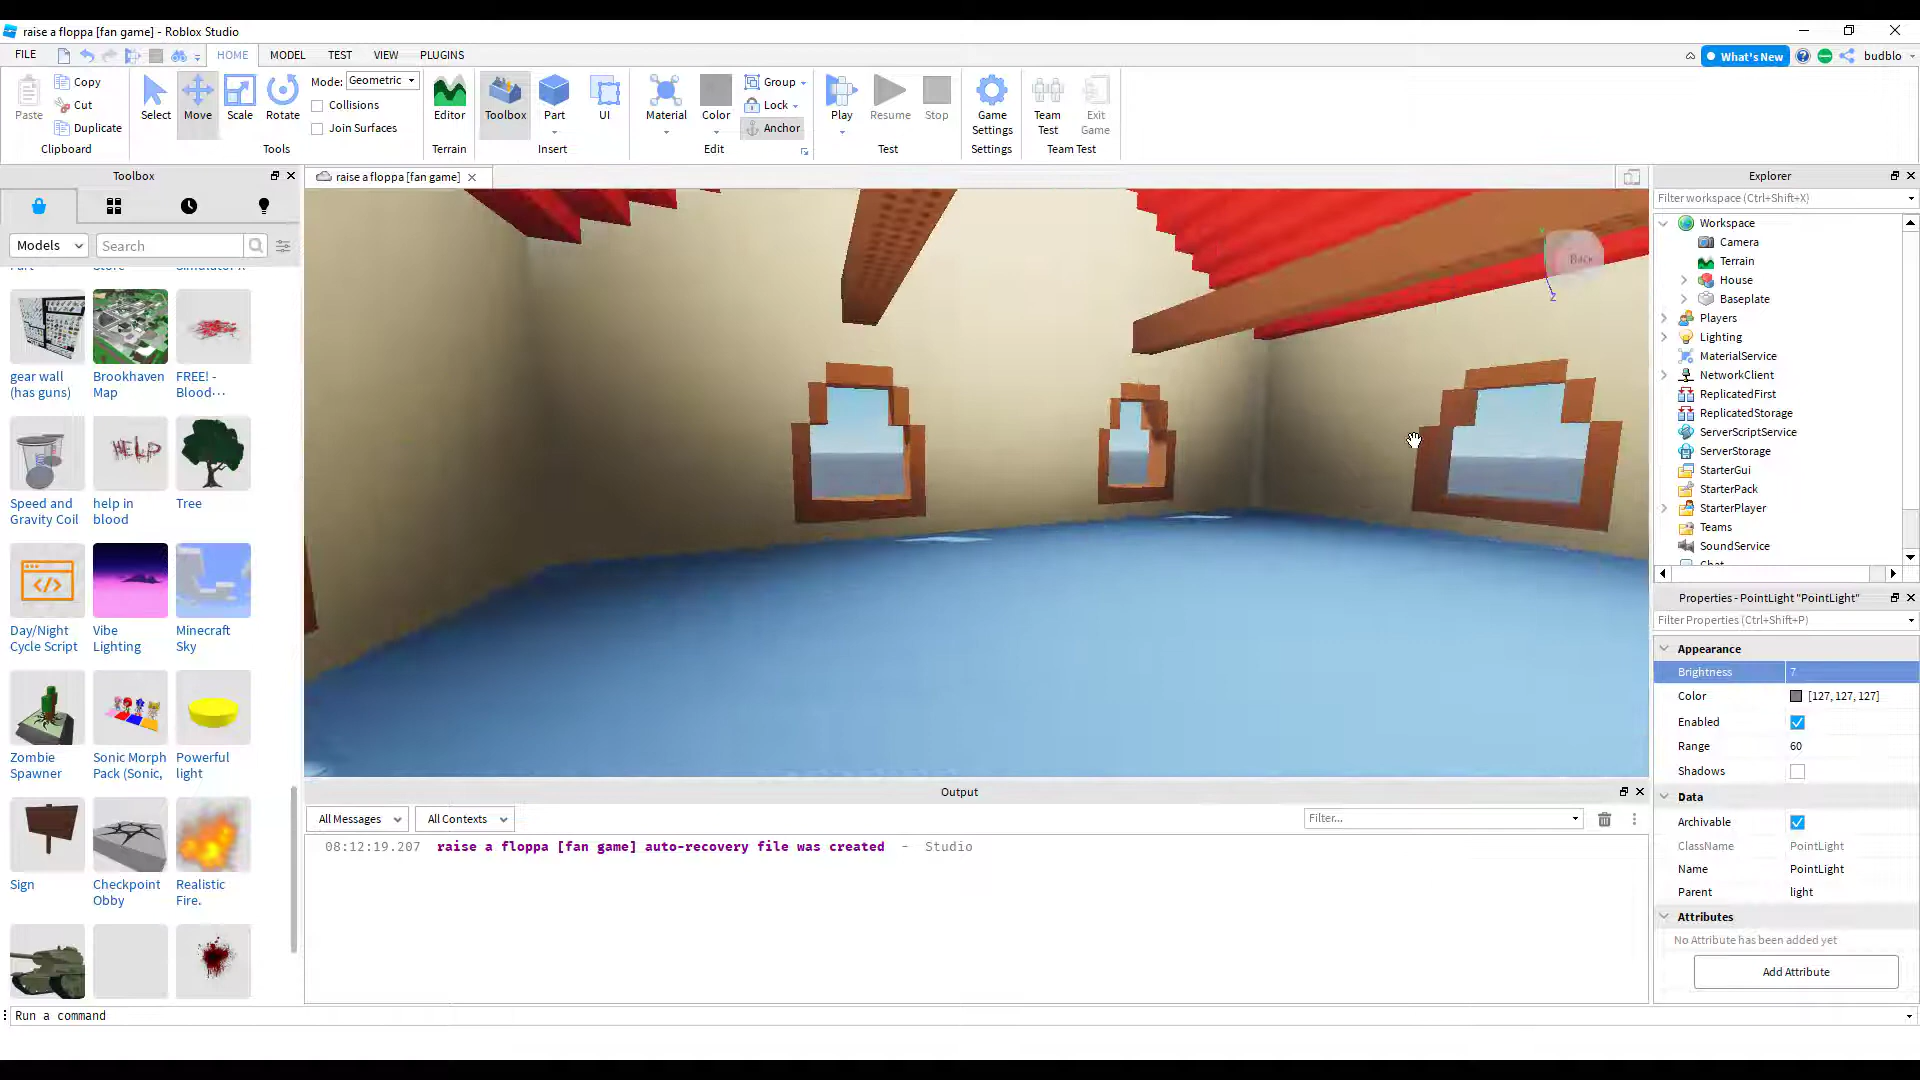 raise a floppa [fan game] - Roblox Studio
FILE
HOME
MODEL
TEST
VIEW
PLUGINS
What's New
budblo
Paste
Copy
Cut
Duplicate
Clipboard
Select
Move
Scale
Rotate
Mode:
Geometric
Collisions
Join Surfaces
Tools
Editor
Terrain
Toolbox
Part
UI
Insert
Material
Color
Group
Lock
Anchor
Edit
Play
Resume
Stop
Test
Game
Settings
Settings
Team
Test
Exit
Game
Team Test
Toolbox
Models
Search
gear wall
(has guns)
Brookhaven
Map
FREE! -
Blood···
Speed and
Gravity Coil
help in
blood
Tree
Day/Night
Cycle Script
Vibe
Lighting
Minecraft
Sky
Zombie
Spawner
Sonic Morph
Pack (Sonic,
Powerful
light
Sign
Checkpoint
Obby
Realistic
Fire.
HELP
raise a floppa [fan game]
Back
Y
Z
Output
All Messages
All Contexts
Filter...
08:12:19.207 raise a floppa [fan game] auto-recovery file was created - Studio
Run a command
Explorer
Filter workspace (Ctrl+Shift+X)
Workspace
Camera
Terrain
House
Baseplate
Players
Lighting
MaterialService
NetworkClient
ReplicatedFirst
ReplicatedStorage
ServerScriptService
ServerStorage
StarterGui
StarterPack
StarterPlayer
Teams
SoundService
Chat
Properties - PointLight "PointLight"
Filter Properties (Ctrl+Shift+P)
Appearance
Brightness 7
Color [127, 127, 127]
Enabled
Range 60
Shadows
Data
Archivable
ClassName PointLight
Name PointLight
Parent light
Attributes
No Attribute has been added yet
Add Attribute